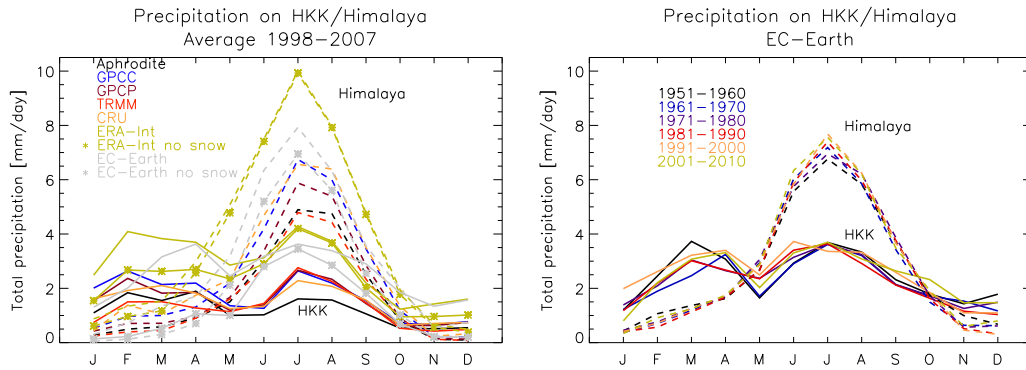 Precipitation on HKK/Himalaya
Average 1998−2007
Total precipitation [mm/day]
10
8
6
4
2
0
Aphrodite
GPCC
GPCP
TRMM
CRU
ERA−Int
* ERA−Int no snow
EC−Earth
* EC−Earth no snow
Himalaya
HKK
J F M A M J J A S O N D
Precipitation on HKK/Himalaya
EC−Earth
Total precipitation [mm/day]
10
8
6
4
2
0
1951−1960
1961−1970
1971−1980
1981−1990
1991−2000
2001−2010
Himalaya
HKK
J F M A M J J A S O N D